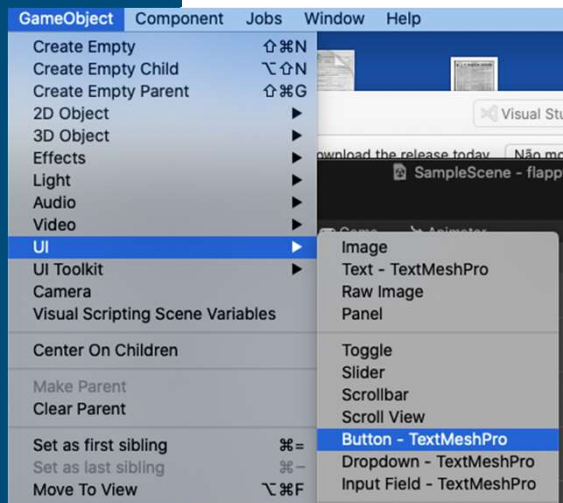 GameObject Component Jobs Window Help
Create Empty ⇧⌘N
Create Empty Child ⌥⇧N
Create Empty Parent ⇧⌘G
2D Object
3D Object
Effects
Light
Audio
Video
UI
UI Toolkit
Camera
Visual Scripting Scene Variables
Center On Children
Make Parent
Clear Parent
Set as first sibling ⌘=
Set as last sibling ⌘-
Move To View ⌥⌘F
Visual Stu
ownload the release today Não mo
SampleScene - flapp
Game Animator
Image
Text - TextMeshPro
Raw Image
Panel
Toggle
Slider
Scrollbar
Scroll View
Button - TextMeshPro
Dropdown - TextMeshPro
Input Field - TextMeshPro